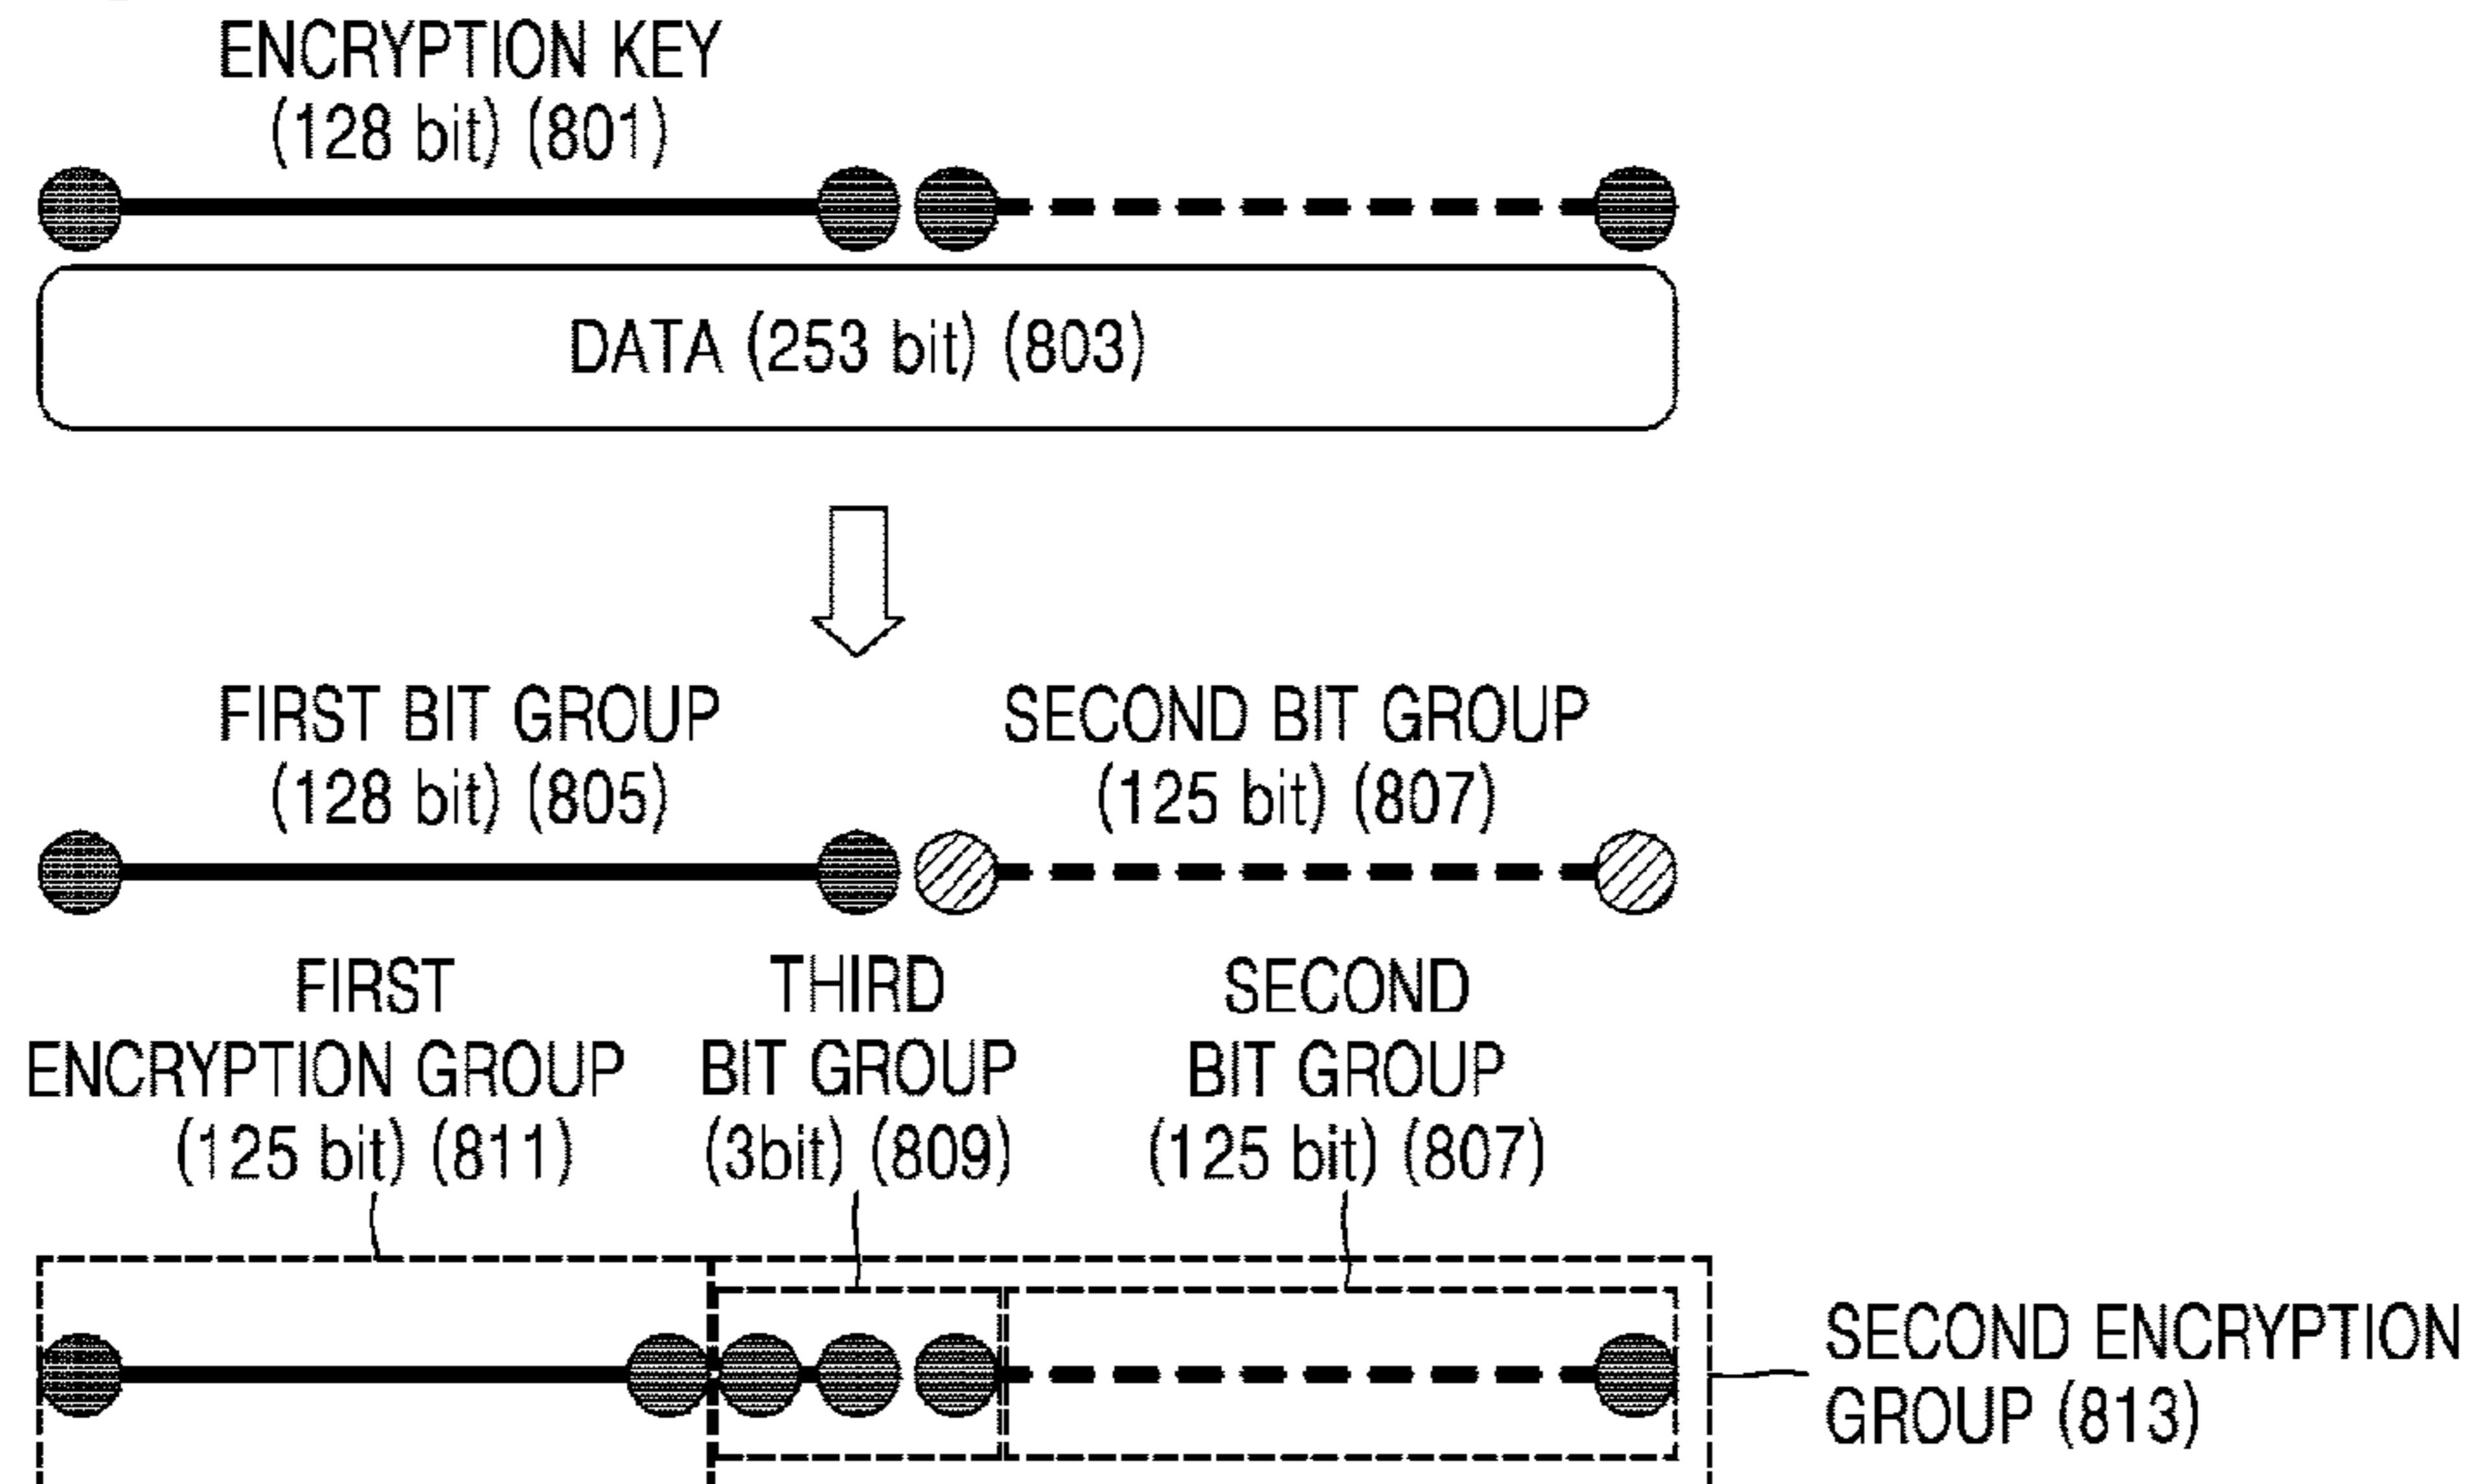 ENCRYPTION KEY
(128 bit) (801)
DATA (253 bit) (803)
FIRST BIT GROUP
(128 bit) (805)
SECOND BIT GROUP
(125 bit) (807)
FIRST
ENCRYPTION GROUP
(125 bit) (811)
THIRD
BIT GROUP
(3bit) (809)
SECOND
BIT GROUP
(125 bit) (807)
SECOND ENCRYPTION
GROUP (813)